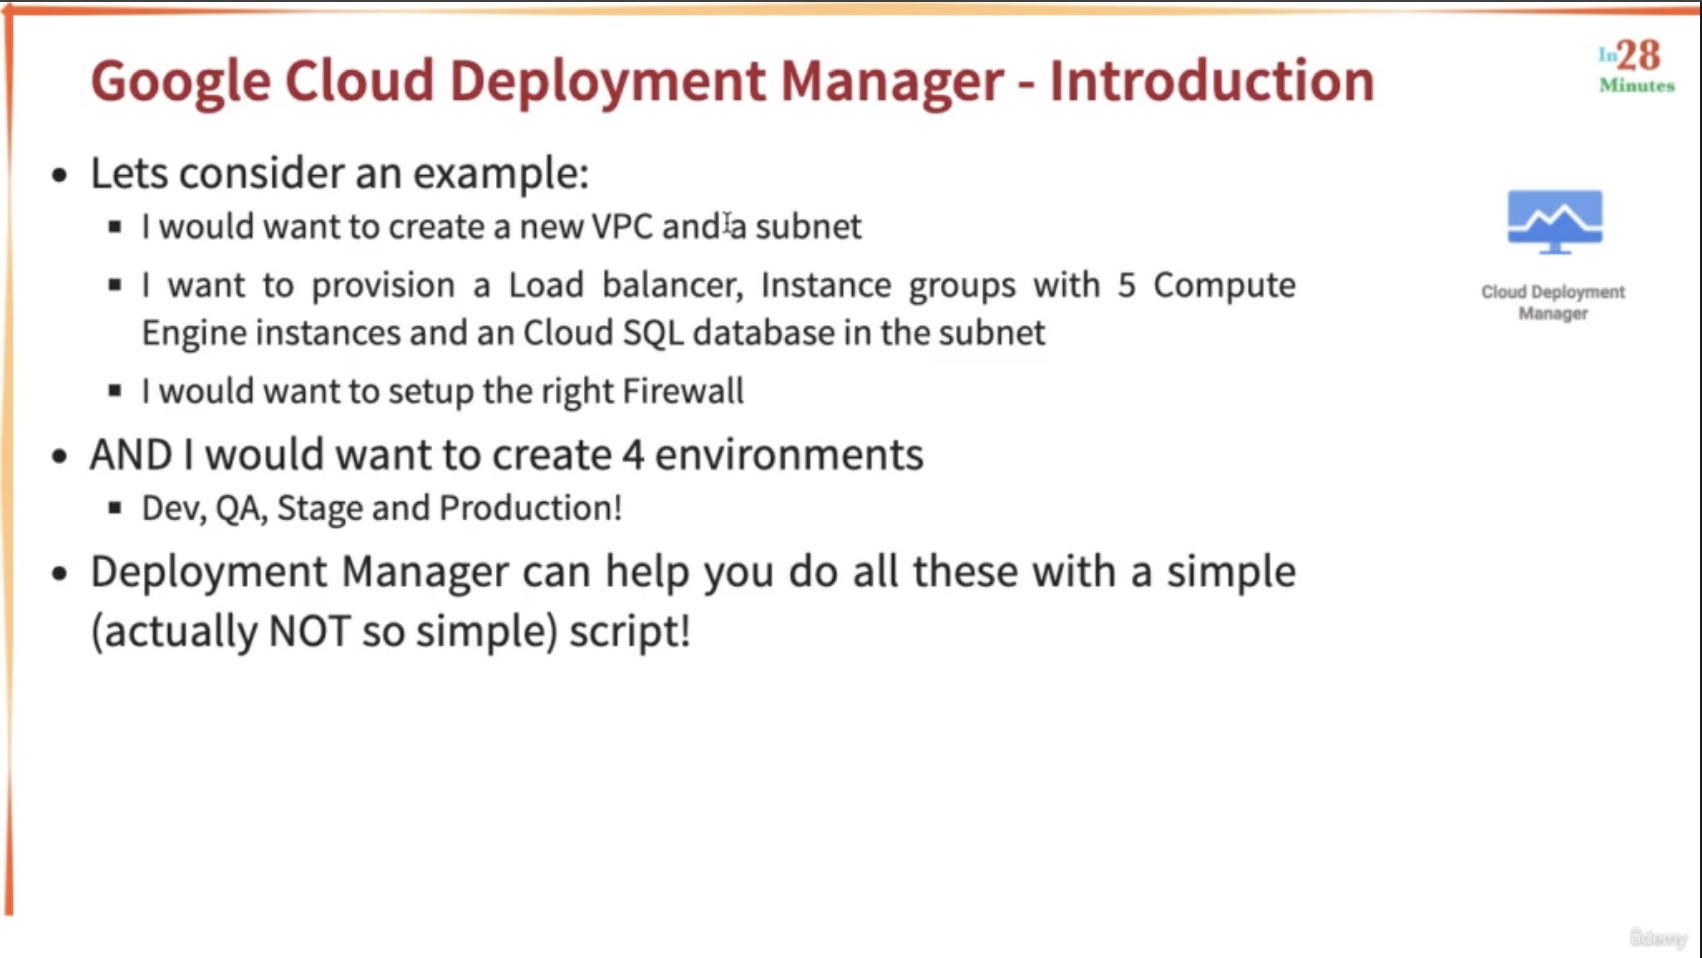 Google Cloud Deployment Manager - Introduction
In28
Minutes
• Lets consider an example:
▪ I would want to create a new VPC and a subnet
▪ I want to provision a Load balancer, Instance groups with 5 Compute
Engine instances and an Cloud SQL database in the subnet
▪ I would want to setup the right Firewall
• AND I would want to create 4 environments
▪ Dev, QA, Stage and Production!
• Deployment Manager can help you do all these with a simple
(actually NOT so simple) script!
Cloud Deployment
Manager
ûdemy